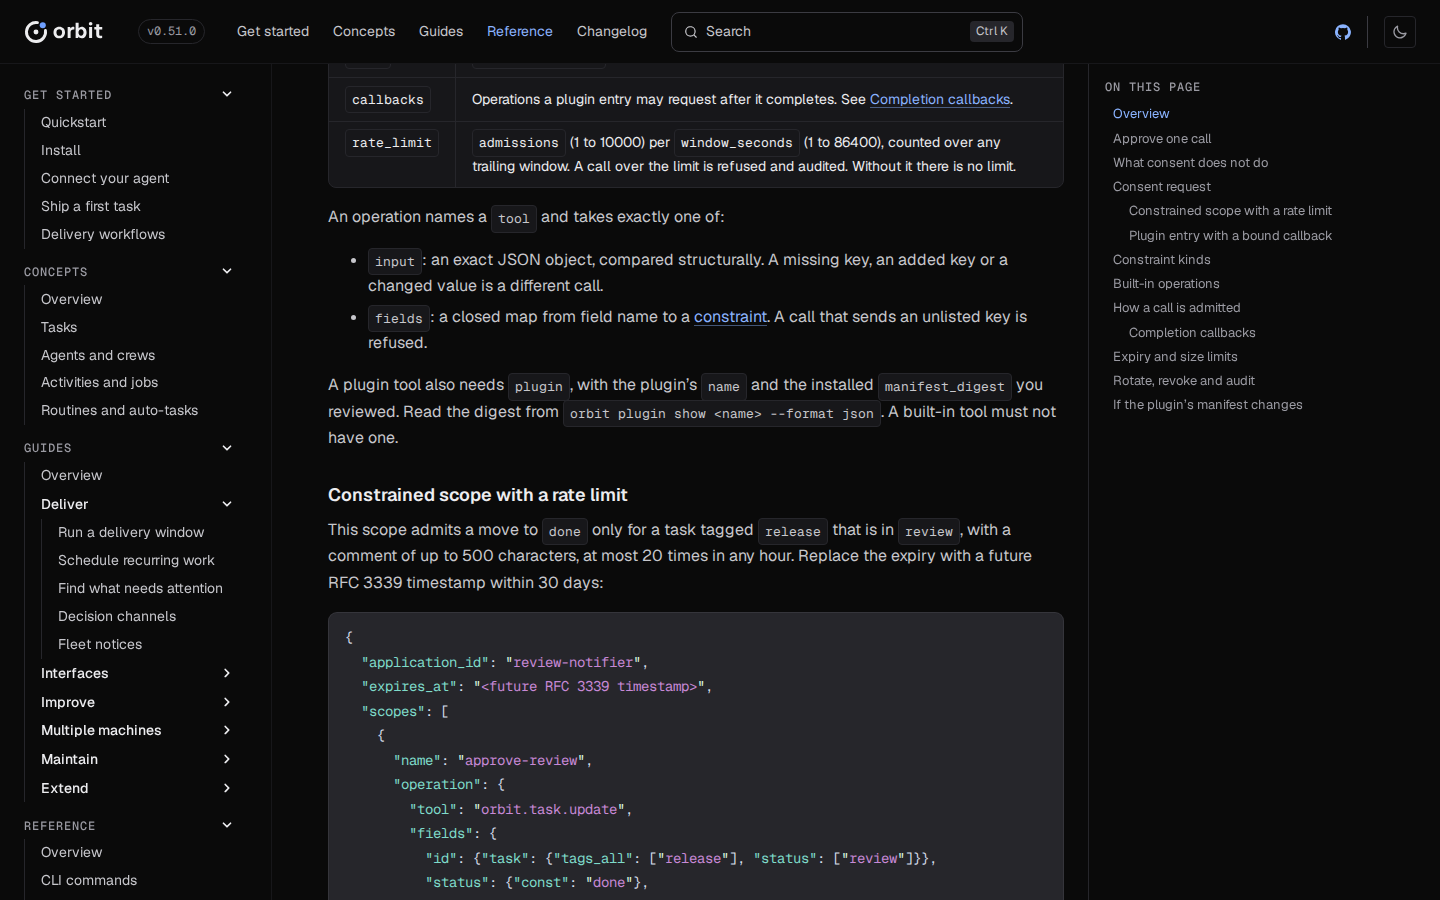 orbit
v0.51.0
Get started
Concepts
Guides
Reference
Changelog
Search
Ctrl K
GET STARTED
Quickstart
Install
Connect your agent
Ship a first task
Delivery workflows
CONCEPTS
Overview
Tasks
Agents and crews
Activities and jobs
Routines and auto-tasks
GUIDES
Overview
Deliver
Run a delivery window
Schedule recurring work
Find what needs attention
Decision channels
Fleet notices
Interfaces
Improve
Multiple machines
Maintain
Extend
REFERENCE
Overview
CLI commands
callbacks
Operations a plugin entry may request after it completes. See Completion callbacks.
rate_limit
admissions (1 to 10000) per window_seconds (1 to 86400), counted over any
trailing window. A call over the limit is refused and audited. Without it there is no limit.
An operation names a tool and takes exactly one of:
• input: an exact JSON object, compared structurally. A missing key, an added key or a
changed value is a different call.
• fields: a closed map from field name to a constraint. A call that sends an unlisted key is
refused.
A plugin tool also needs plugin, with the plugin's name and the installed manifest_digest you
reviewed. Read the digest from orbit plugin show <name> --format json. A built-in tool must not
have one.
Constrained scope with a rate limit
This scope admits a move to done only for a task tagged release that is in review, with a
comment of up to 500 characters, at most 20 times in any hour. Replace the expiry with a future
RFC 3339 timestamp within 30 days:
{
"application_id": "review-notifier",
"expires_at": "<future RFC 3339 timestamp>",
"scopes": [
{
"name": "approve-review",
"operation": {
"tool": "orbit.task.update",
"fields": {
"id": {"task": {"tags_all": ["release"], "status": ["review"]}},
"status": {"const": "done"},
ON THIS PAGE
Overview
Approve one call
What consent does not do
Consent request
Constrained scope with a rate limit
Plugin entry with a bound callback
Constraint kinds
Built-in operations
How a call is admitted
Completion callbacks
Expiry and size limits
Rotate, revoke and audit
If the plugin's manifest changes